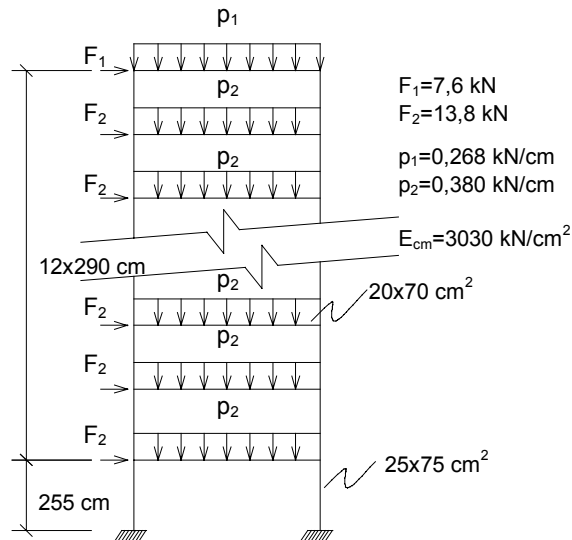 p₁
F₁
p₂
F₂
p₂
F₂
F₁=7,6 kN
F₂=13,8 kN
p₁=0,268 kN/cm
p₂=0,380 kN/cm
E_cm=3030 kN/cm²
12x290 cm
p₂
F₂
20x70 cm²
p₂
F₂
p₂
F₂
25x75 cm²
255 cm